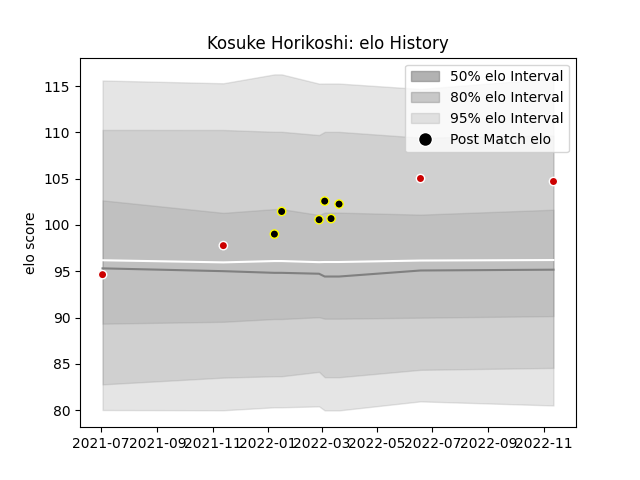 Kosuke Horikoshi: elo History
50% elo Interval
80% elo Interval
95% elo Interval
Post Match elo
elo score
115
110
105
100
95
90
85
80
2021-07
2021-09
2021-11
2022-01
2022-03
2022-05
2022-07
2022-09
2022-11